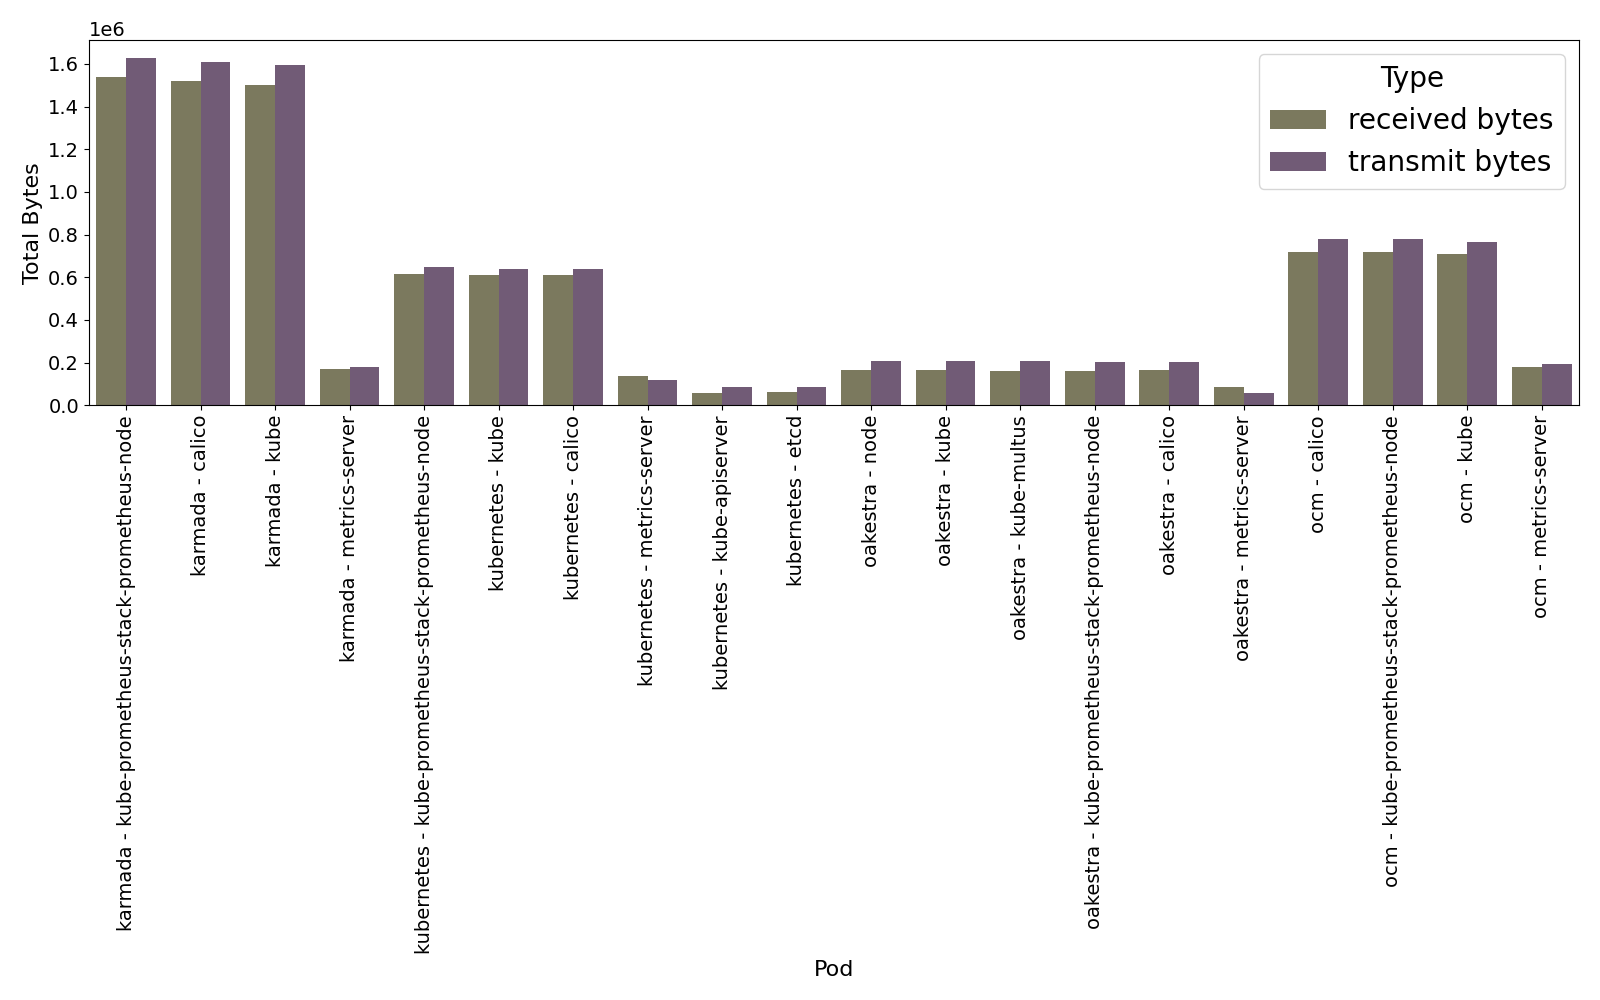 1e6
1.6
1.4
1.2
1.0
0.8
0.6
0.4
0.2
0.0
Total Bytes
Type
received bytes
transmit bytes
karmada - kube-prometheus-stack-prometheus-node
karmada - calico
karmada - kube
karmada - metrics-server
kubernetes - kube-prometheus-stack-prometheus-node
kubernetes - kube
kubernetes - calico
kubernetes - metrics-server
kubernetes - kube-apiserver
kubernetes - etcd
oakestra - node
oakestra - kube
oakestra - kube-multus
oakestra - kube-prometheus-stack-prometheus-node
oakestra - calico
oakestra - metrics-server
ocm - calico
ocm - kube-prometheus-stack-prometheus-node
ocm - kube
ocm - metrics-server
Pod